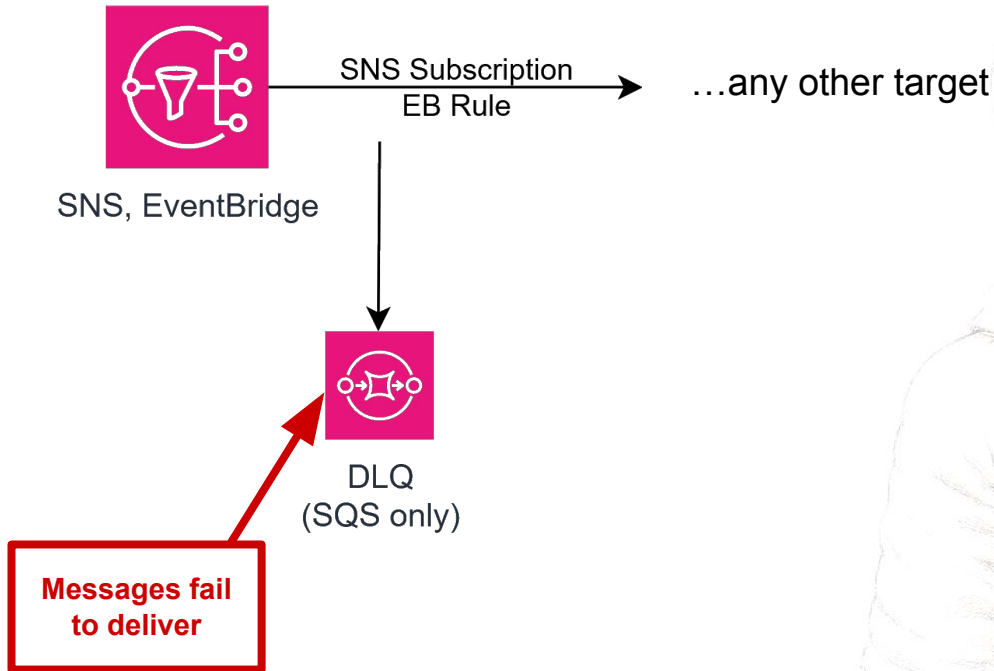 SNS Subscription
EB Rule
…any other target
SNS, EventBridge
DLQ
(SQS only)
Messages fail
to deliver